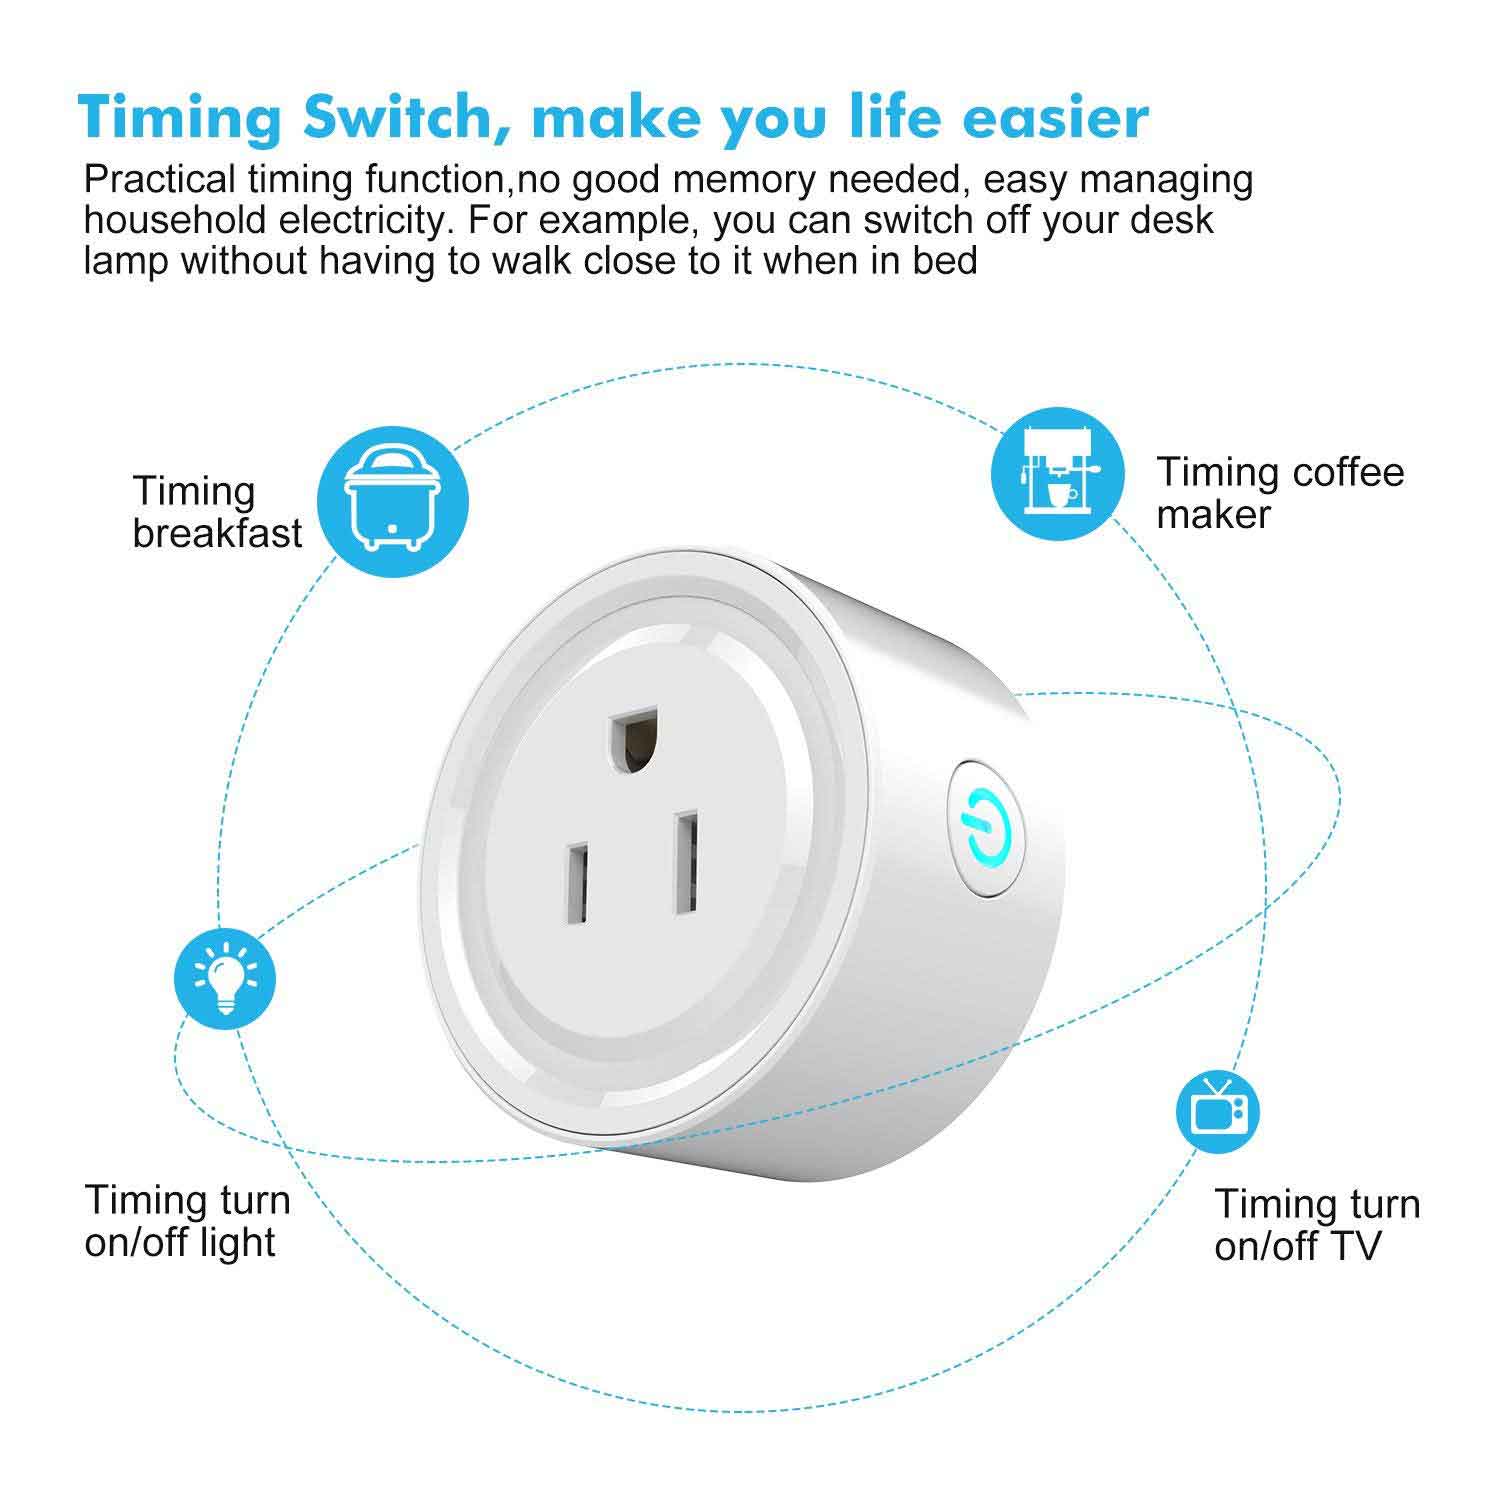 Timing Switch, make you life easier
Practical timing function,no good memory needed, easy managing
household electricity. For example, you can switch off your desk
lamp without having to walk close to it when in bed
Timing
breakfast
Timing coffee
maker
Timing turn
on/off light
Timing turn
on/off TV